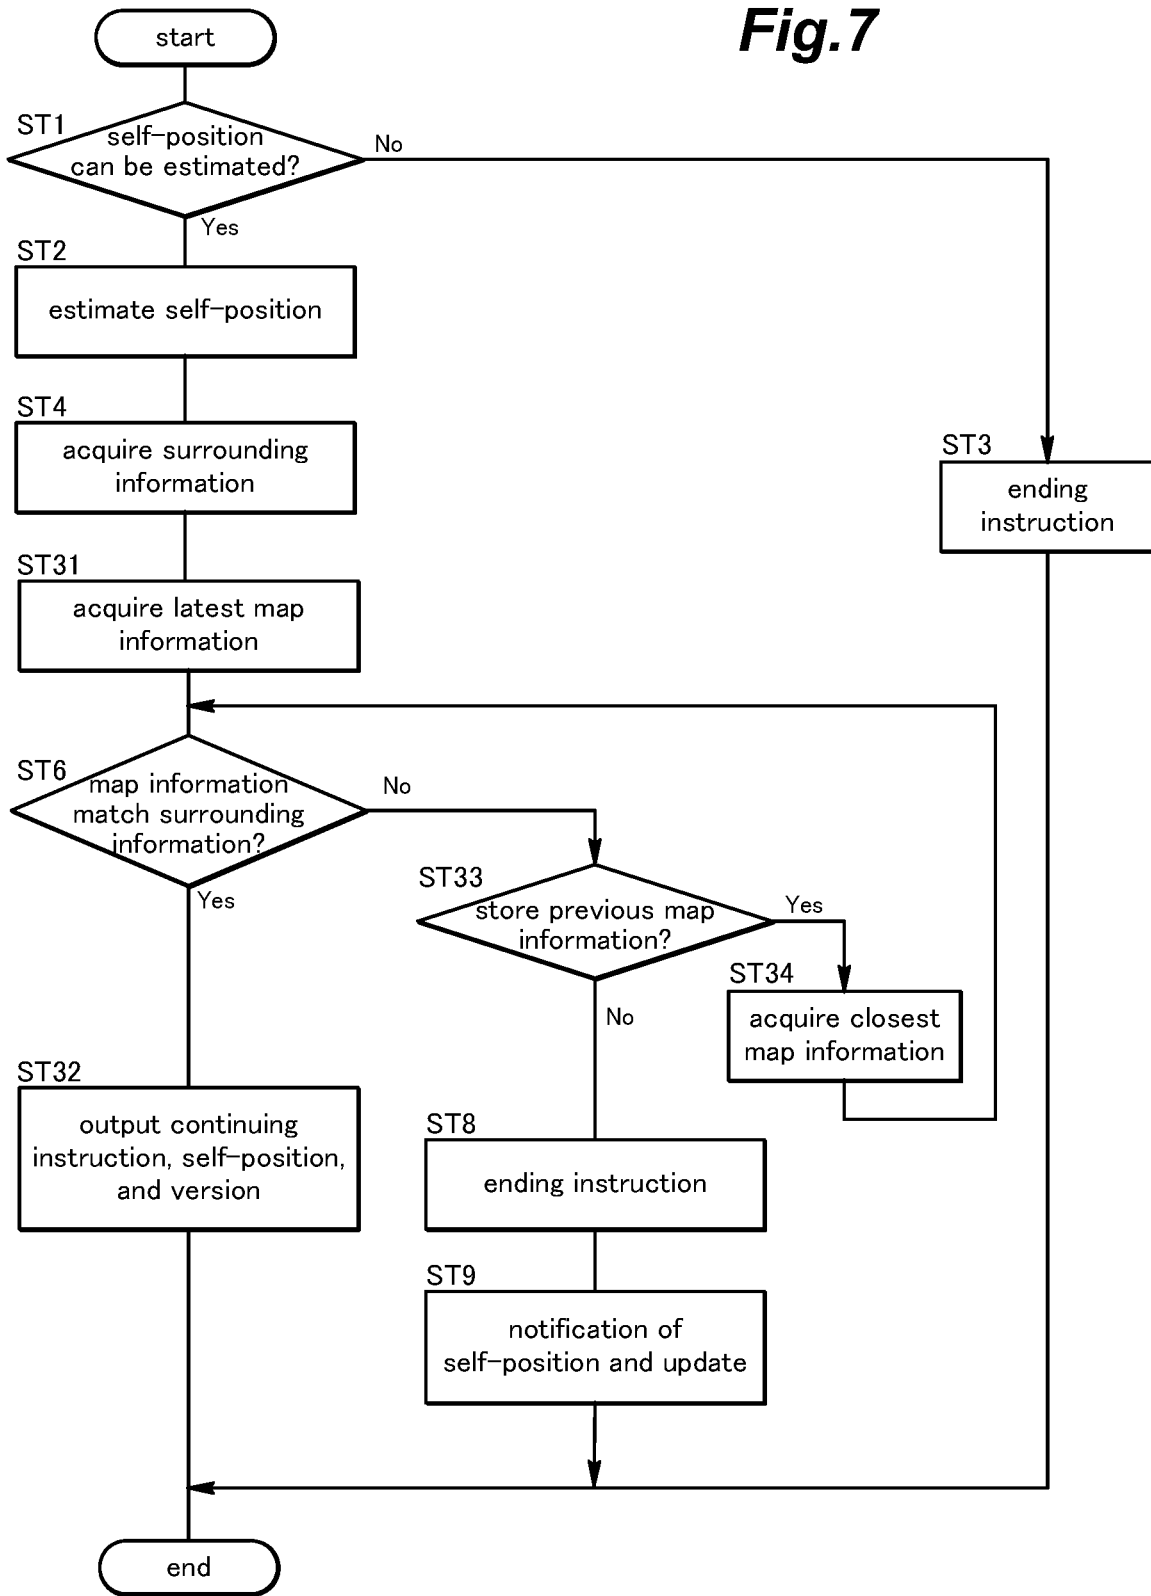 Fig.7
start
ST1
self-position
can be estimated?
No
Yes
ST2
estimate self-position
ST4
acquire surrounding
information
ST3
ending
instruction
ST31
acquire latest map
information
ST6
map information
match surrounding
information?
No
Yes
ST33
store previous map
information?
Yes
No
ST34
acquire closest
map information
ST32
output continuing
instruction, self-position,
and version
ST8
ending instruction
ST9
notification of
self-position and update
end